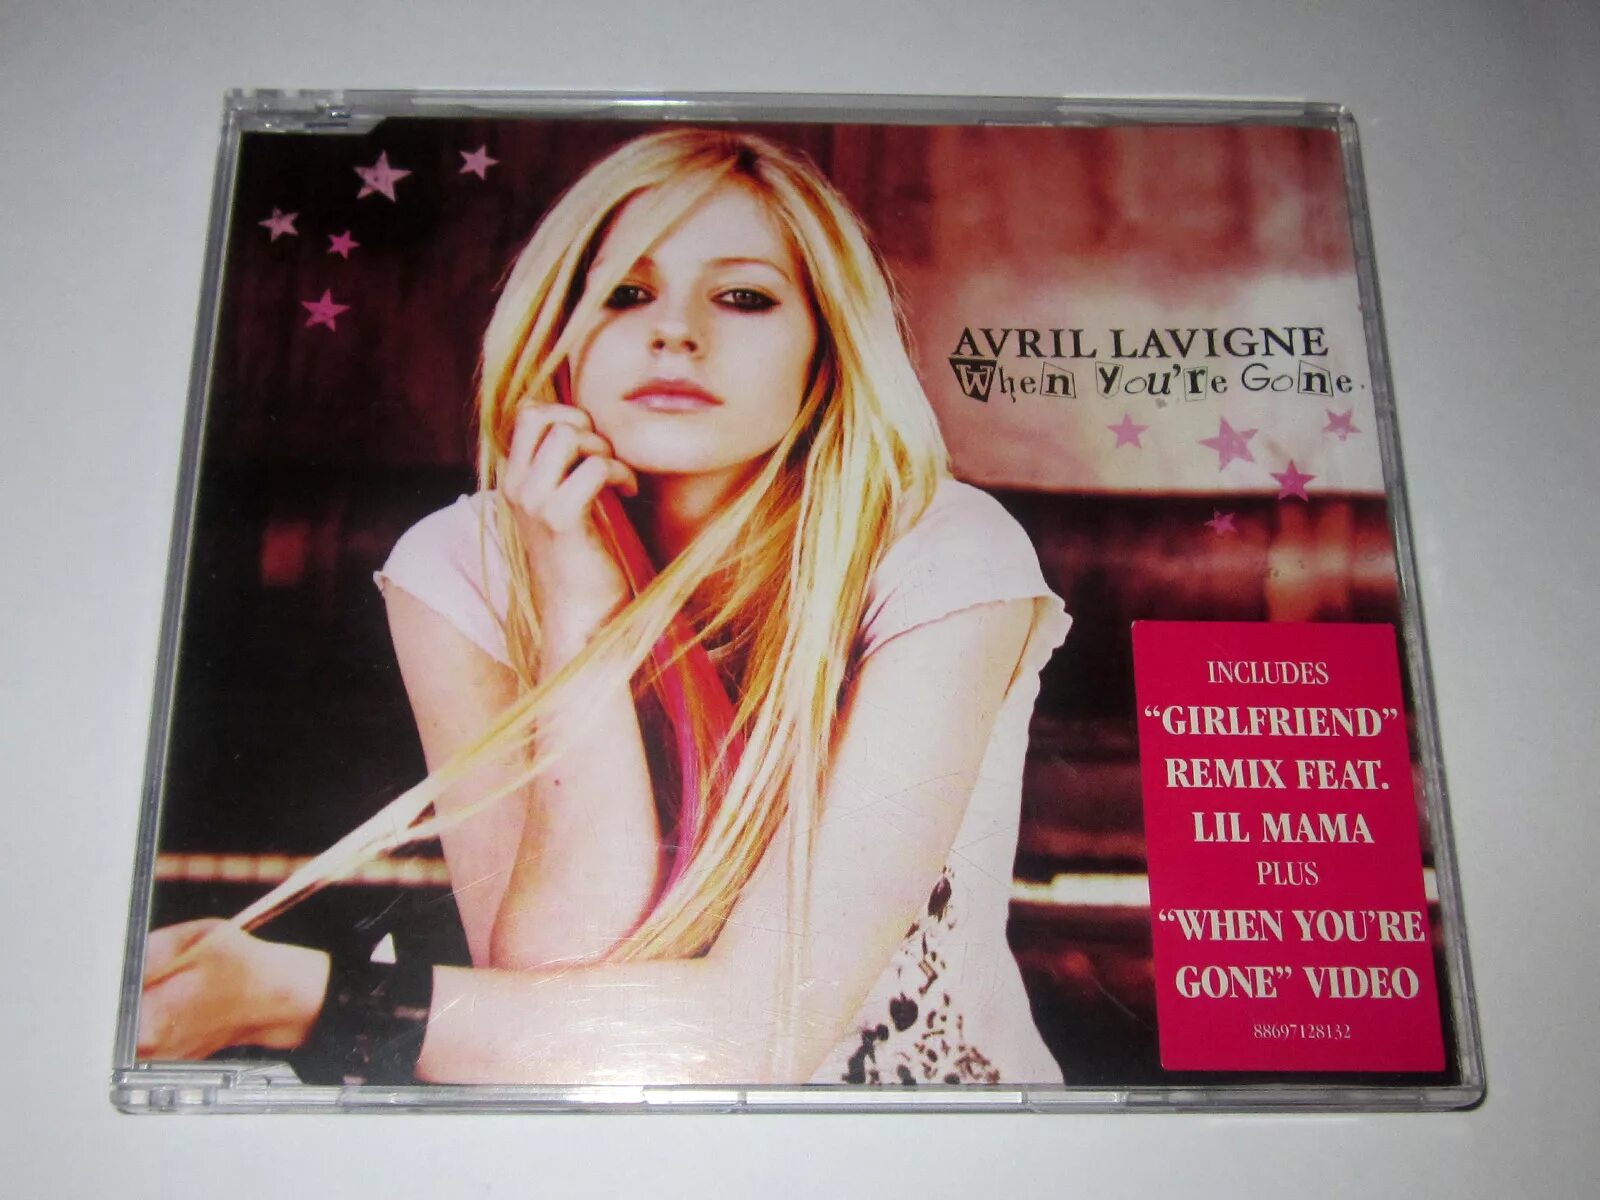 AVRIL LAVIGNE
When You're Gone.
INCLUDES
“GIRLFRIEND”
REMIX FEAT.
LIL MAMA
PLUS
“WHEN YOU'RE
GONE” VIDEO
88697128132